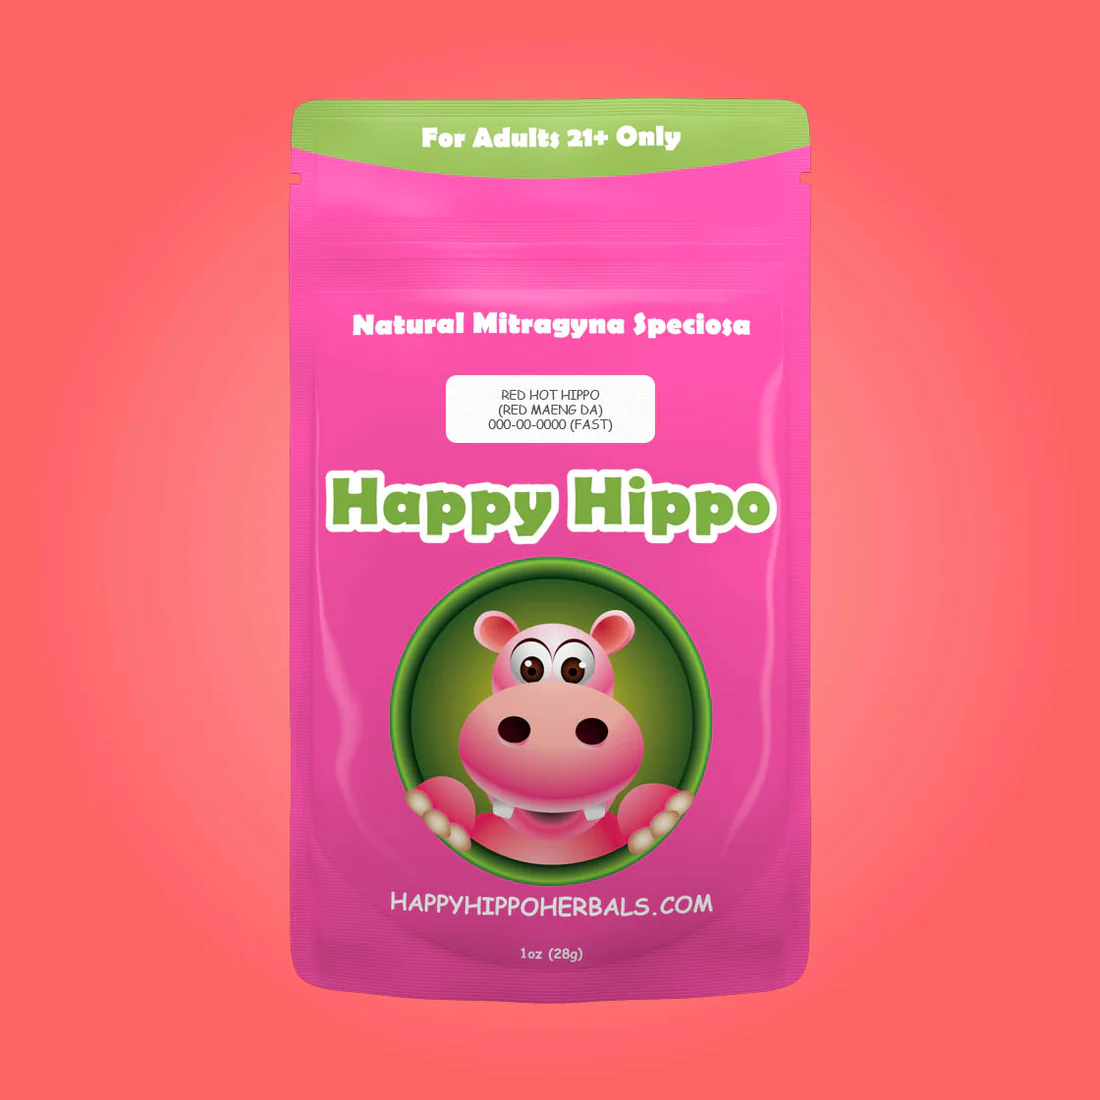 For Adults 21+ Only
Natural Mitragyna Speciosa
RED HOT HIPPO
(RED MAENG DA)
000-00-0000 (FAST)
Happy Hippo
HAPPYHIPPOHERBALS.COM
1oz (28g)